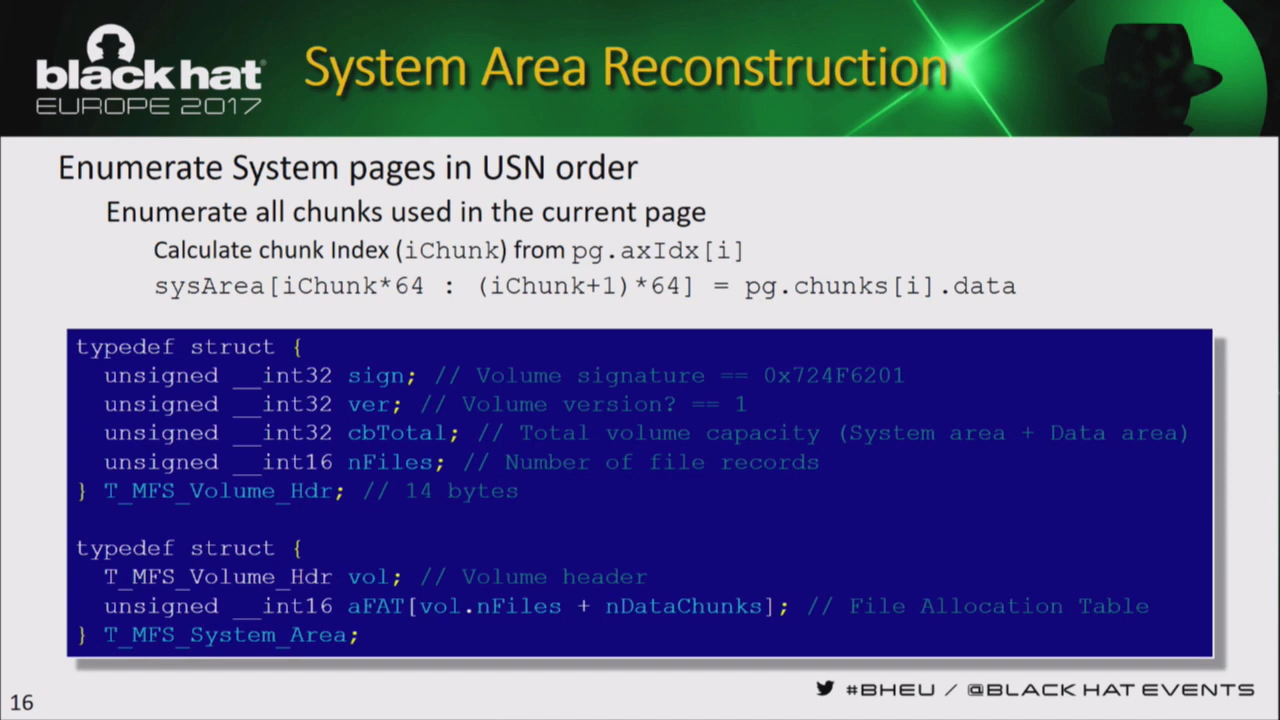 black hat
EUROPE 2017
System Area Reconstruction
Enumerate System pages in USN order
Enumerate all chunks used in the current page
Calculate chunk Index (iChunk) from pg.axIdx[i]
sysArea[iChunk*64 : (iChunk+1)*64] = pg.chunks[i].data
typedef struct {
unsigned __int32 sign; // Volume signature == 0x724F6201
unsigned __int32 ver; // Volume version? == 1
unsigned __int32 cbTotal; // Total volume capacity (System area + Data area)
unsigned __int16 nFiles; // Number of file records
} T_MFS_Volume_Hdr; // 14 bytes
typedef struct {
T_MFS_Volume_Hdr vol; // Volume header
unsigned __int16 aFAT[vol.nFiles + nDataChunks]; // File Allocation Table
} T_MFS_System_Area;
16
#BHEU / @BLACK HAT EVENTS